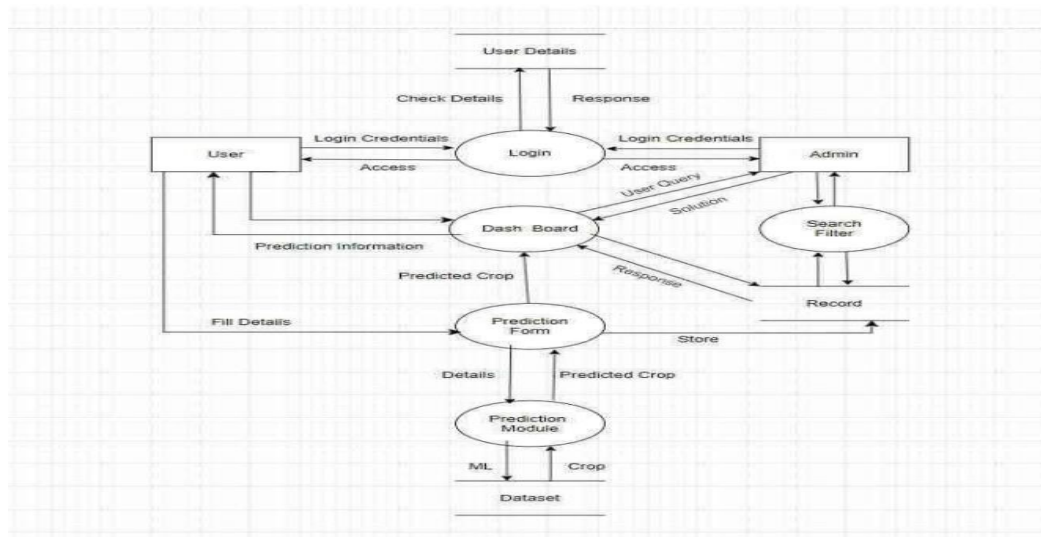 User Details
Check Details
Response
Login Credentials
Login Credentials
User
Login
Admin
Access
Access
User Query
Solution
Dash Board
Search
Filter
Prediction Information
Predicted Crop
Response
Record
Fill Details
Prediction
Form
Store
Details
Predicted Crop
Prediction
Module
ML
Crop
Dataset